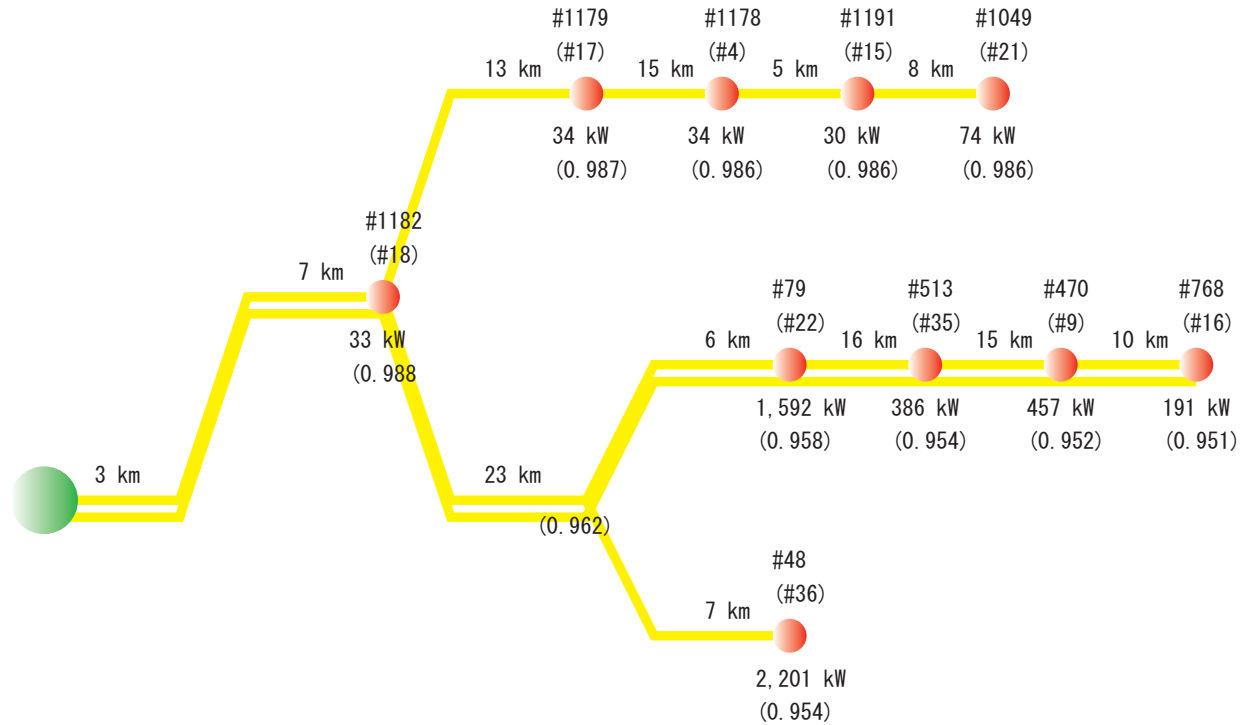 #1179
(#17)
#1178
(#4)
#1191
(#15)
#1049
(#21)
13 km
15 km
5 km
8 km
34 kW
(0.987)
34 kW
(0.986)
30 kW
(0.986)
74 kW
(0.986)
#1182
(#18)
7 km
33 kW
(0.988
#79
(#22)
#513
(#35)
#470
(#9)
#768
(#16)
6 km
16 km
15 km
10 km
1,592 kW
(0.958)
386 kW
(0.954)
457 kW
(0.952)
191 kW
(0.951)
3 km
23 km
(0.962)
#48
(#36)
7 km
2,201 kW
(0.954)